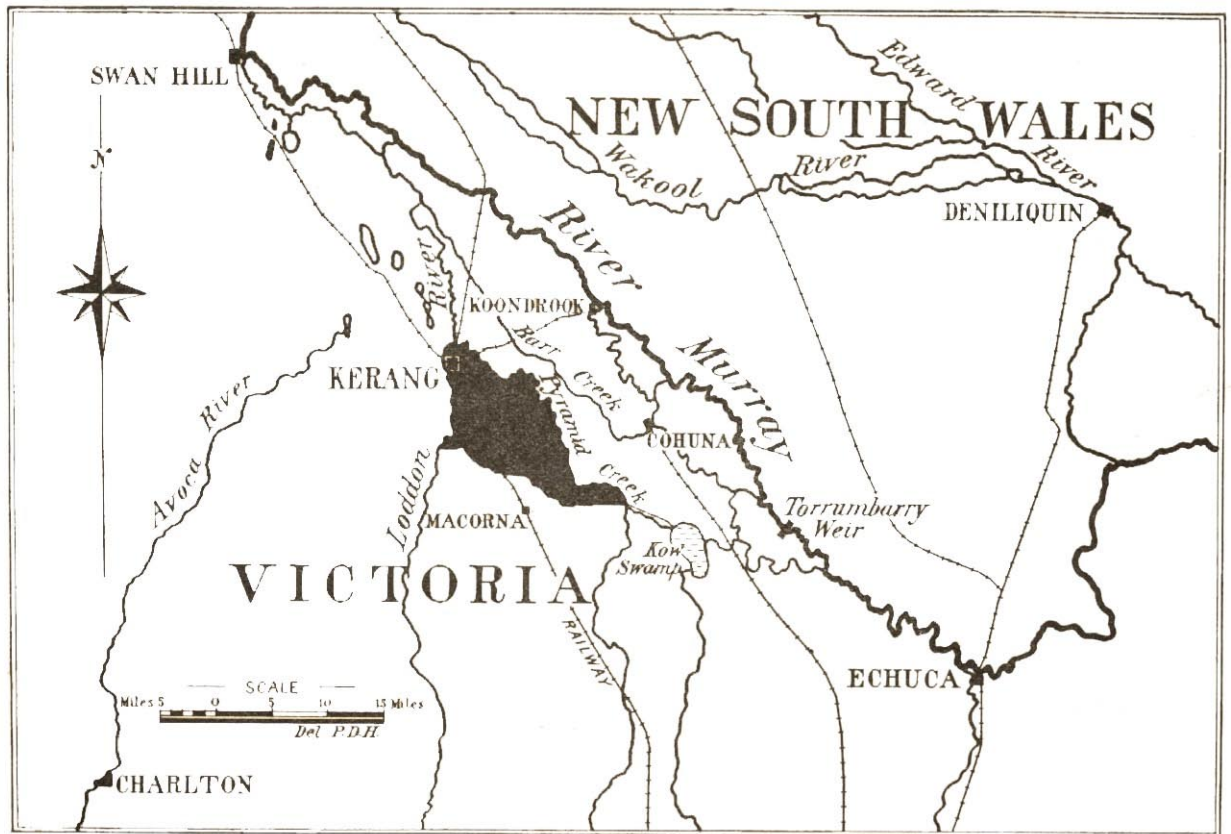 SWAN HILL
N
NEW SOUTH WALES
Edward River
Wakool River
DENILIQUIN
River Murray
River
KOONDROOK
Barr Creek
KERANG
Pyramid Creek
COHUNA
Avoca River
Loddon
MACORNA
Torrumbarry
Weir
Kow
Swamp
VICTORIA
RAILWAY
ECHUCA
SCALE
Miles 5 0 5 10 15 Miles
Del P.D.H.
CHARLTON